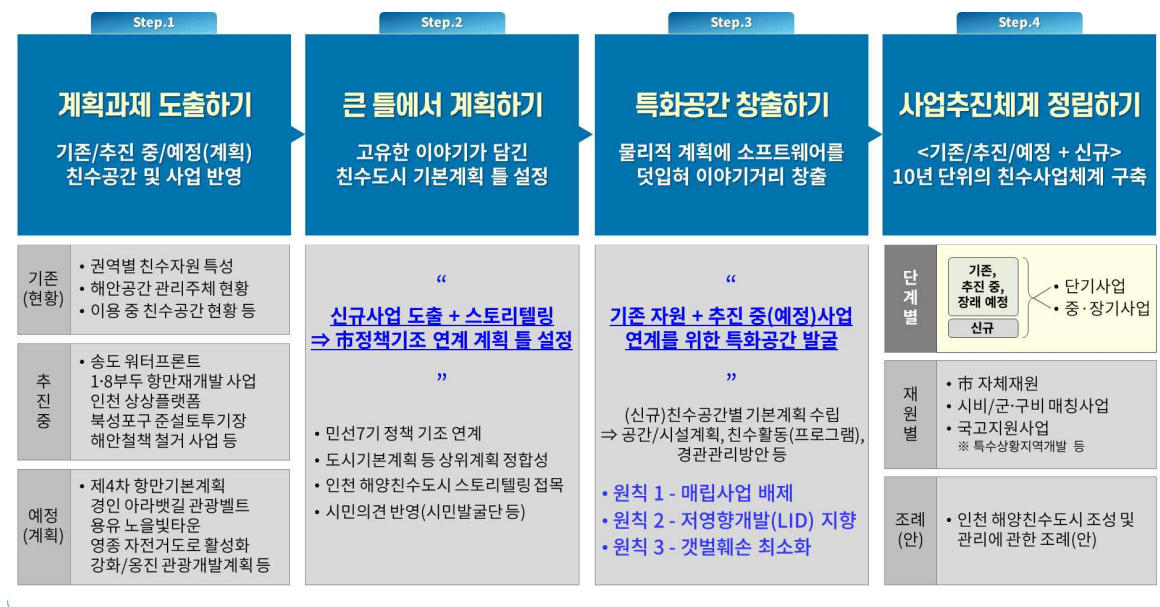 Step.1
계획과제 도출하기
기존/추진 중/예정(계획)
친수공간 및 사업 반영
기존
(현황)
• 권역별 친수자원 특성
• 해안공간 관리주체 현황
• 이용 중 친수공간 현황 등
추
진
중
• 송도 워터프론트
1·8부두 항만재개발 사업
인천 상상플랫폼
북성포구 준설토투기장
해안철책 철거 사업 등
예정
(계획)
• 제4차 항만기본계획
경인 아라뱃길 관광벨트
용유 노을빛타운
영종 자전거도로 활성화
강화/옹진 관광개발계획 등
Step.2
큰 틀에서 계획하기
고유한 이야기가 담긴
친수도시 기본계획 틀 설정
“
신규사업 도출 + 스토리텔링
⇒ 市정책기조 연계 계획 틀 설정
”
• 민선7기 정책 기조 연계
• 도시기본계획 등 상위계획 정합성
• 인천 해양친수도시 스토리텔링 접목
• 시민의견 반영(시민발굴단 등)
Step.3
특화공간 창출하기
물리적 계획에 소프트웨어를
덧입혀 이야기거리 창출
“
기존 자원 + 추진 중(예정)사업
연계를 위한 특화공간 발굴
”
(신규)친수공간별 기본계획 수립
⇒ 공간/시설계획, 친수활동(프로그램),
경관관리방안 등
• 원칙 1 - 매립사업 배제
• 원칙 2 - 저영향개발(LID) 지향
• 원칙 3 - 갯벌훼손 최소화
Step.4
사업추진체계 정립하기
<기존/추진/예정 + 신규>
10년 단위의 친수사업체계 구축
단
계
별
기존,
추진 중,
장래 예정
신규
• 단기사업
• 중·장기사업
재
원
별
• 市 자체재원
• 시비/군·구비 매칭사업
• 국고지원사업
※ 특수상황지역개발 등
조례
(안)
• 인천 해양친수도시 조성 및
관리에 관한 조례(안)